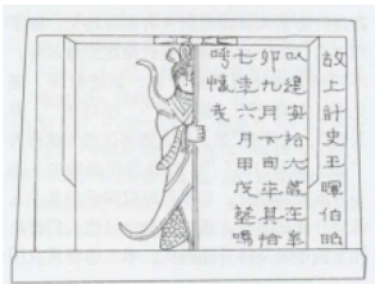 故上計史王暉伯昭
以建安拾六歲在辛
卯九月下旬卒其拾
七年六月甲戌葬嗚
呼懷哉